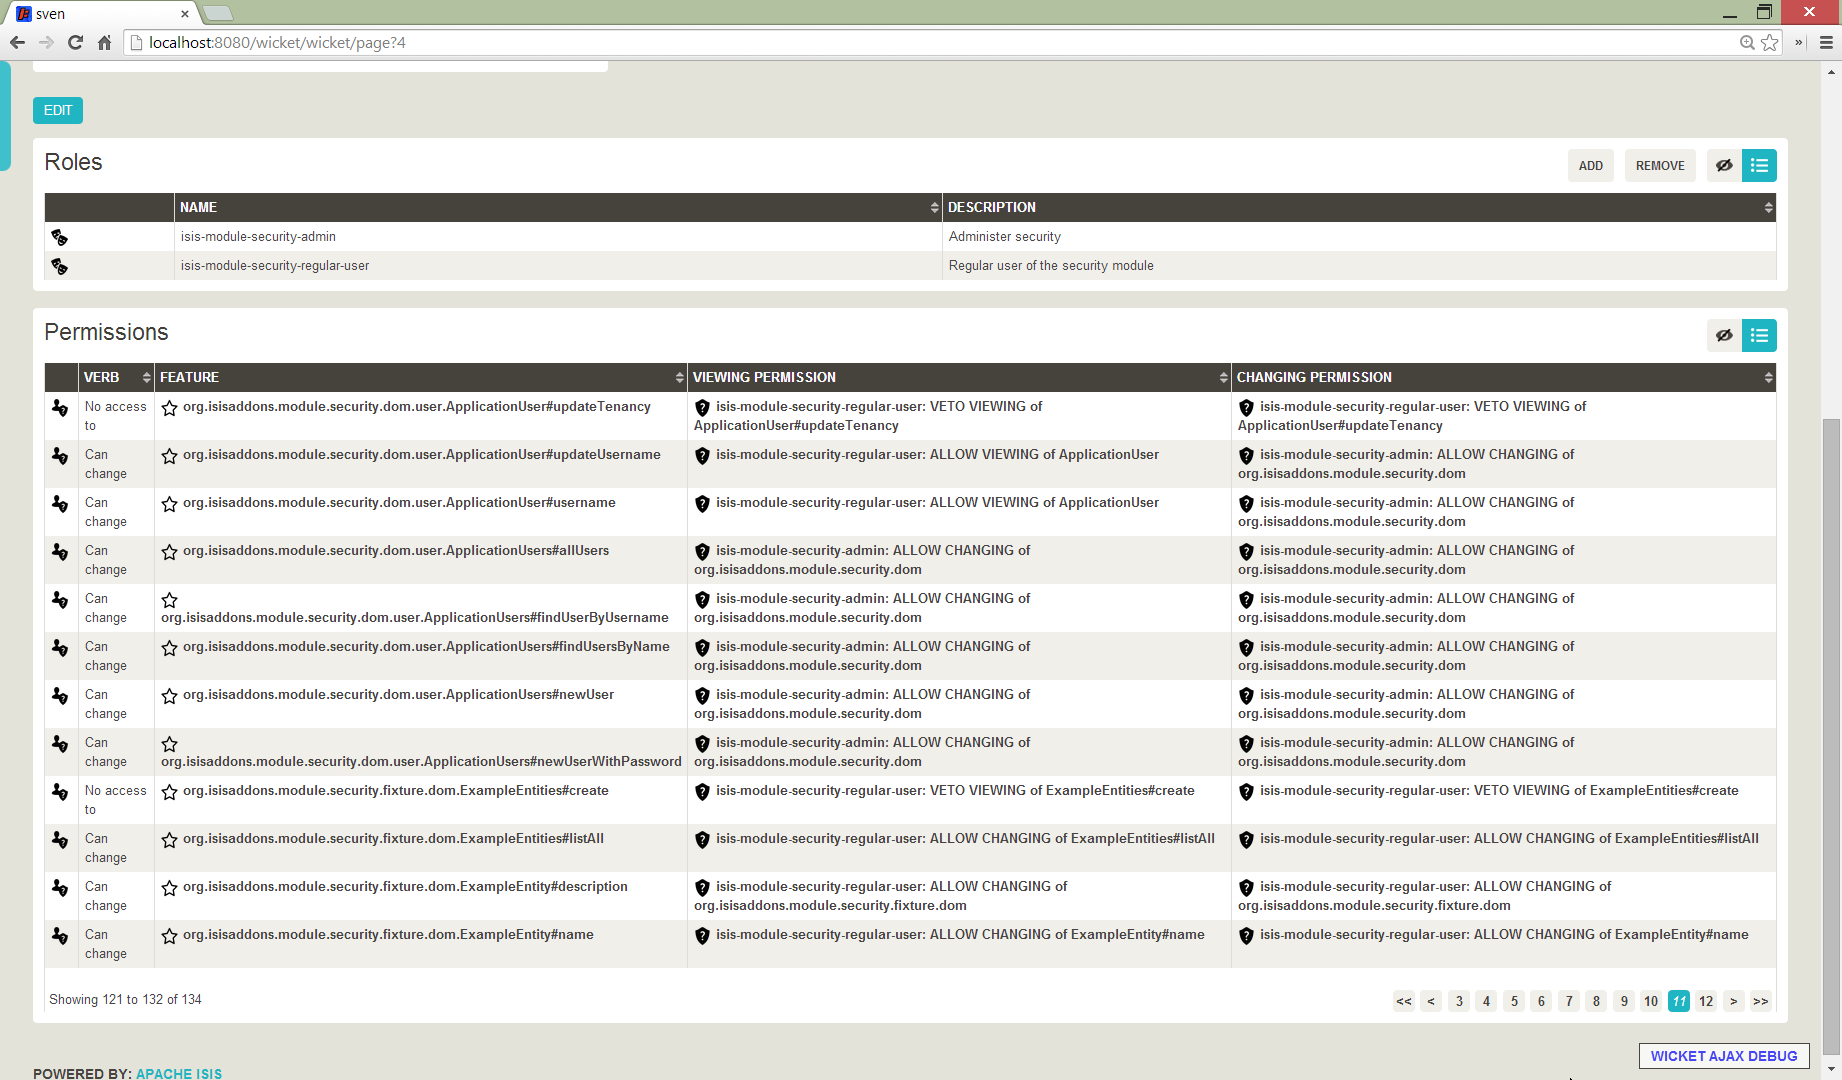 sven
localhost:8080/wicket/wicket/page?4
EDIT
Roles
ADD REMOVE
NAME DESCRIPTION
isis-module-security-admin Administer security
isis-module-security-regular-user Regular user of the security module
Permissions
VERB FEATURE VIEWING PERMISSION CHANGING PERMISSION
No access to org.isisaddons.module.security.dom.user.ApplicationUser#updateTenancy isis-module-security-regular-user: VETO VIEWING of ApplicationUser#updateTenancy isis-module-security-regular-user: VETO VIEWING of ApplicationUser#updateTenancy
Can change org.isisaddons.module.security.dom.user.ApplicationUser#updateUsername isis-module-security-regular-user: ALLOW VIEWING of ApplicationUser isis-module-security-admin: ALLOW CHANGING of org.isisaddons.module.security.dom
Can change org.isisaddons.module.security.dom.user.ApplicationUser#username isis-module-security-regular-user: ALLOW VIEWING of ApplicationUser isis-module-security-admin: ALLOW CHANGING of org.isisaddons.module.security.dom
Can change org.isisaddons.module.security.dom.user.ApplicationUsers#allUsers isis-module-security-admin: ALLOW CHANGING of org.isisaddons.module.security.dom isis-module-security-admin: ALLOW CHANGING of org.isisaddons.module.security.dom
Can change org.isisaddons.module.security.dom.user.ApplicationUsers#findUserByUsername isis-module-security-admin: ALLOW CHANGING of org.isisaddons.module.security.dom isis-module-security-admin: ALLOW CHANGING of org.isisaddons.module.security.dom
Can change org.isisaddons.module.security.dom.user.ApplicationUsers#findUsersByName isis-module-security-admin: ALLOW CHANGING of org.isisaddons.module.security.dom isis-module-security-admin: ALLOW CHANGING of org.isisaddons.module.security.dom
Can change org.isisaddons.module.security.dom.user.ApplicationUsers#newUser isis-module-security-admin: ALLOW CHANGING of org.isisaddons.module.security.dom isis-module-security-admin: ALLOW CHANGING of org.isisaddons.module.security.dom
Can change org.isisaddons.module.security.dom.user.ApplicationUsers#newUserWithPassword isis-module-security-admin: ALLOW CHANGING of org.isisaddons.module.security.dom isis-module-security-admin: ALLOW CHANGING of org.isisaddons.module.security.dom
No access to org.isisaddons.module.security.fixture.dom.ExampleEntities#create isis-module-security-regular-user: VETO VIEWING of ExampleEntities#create isis-module-security-regular-user: VETO VIEWING of ExampleEntities#create
Can change org.isisaddons.module.security.fixture.dom.ExampleEntities#listAll isis-module-security-regular-user: ALLOW CHANGING of ExampleEntities#listAll isis-module-security-regular-user: ALLOW CHANGING of ExampleEntities#listAll
Can change org.isisaddons.module.security.fixture.dom.ExampleEntity#description isis-module-security-regular-user: ALLOW CHANGING of org.isisaddons.module.security.fixture.dom isis-module-security-regular-user: ALLOW CHANGING of org.isisaddons.module.security.fixture.dom
Can change org.isisaddons.module.security.fixture.dom.ExampleEntity#name isis-module-security-regular-user: ALLOW CHANGING of ExampleEntity#name isis-module-security-regular-user: ALLOW CHANGING of ExampleEntity#name
Showing 121 to 132 of 134 << < 3 4 5 6 7 8 9 10 11 12 > >>
WICKET AJAX DEBUG
POWERED BY: APACHE ISIS